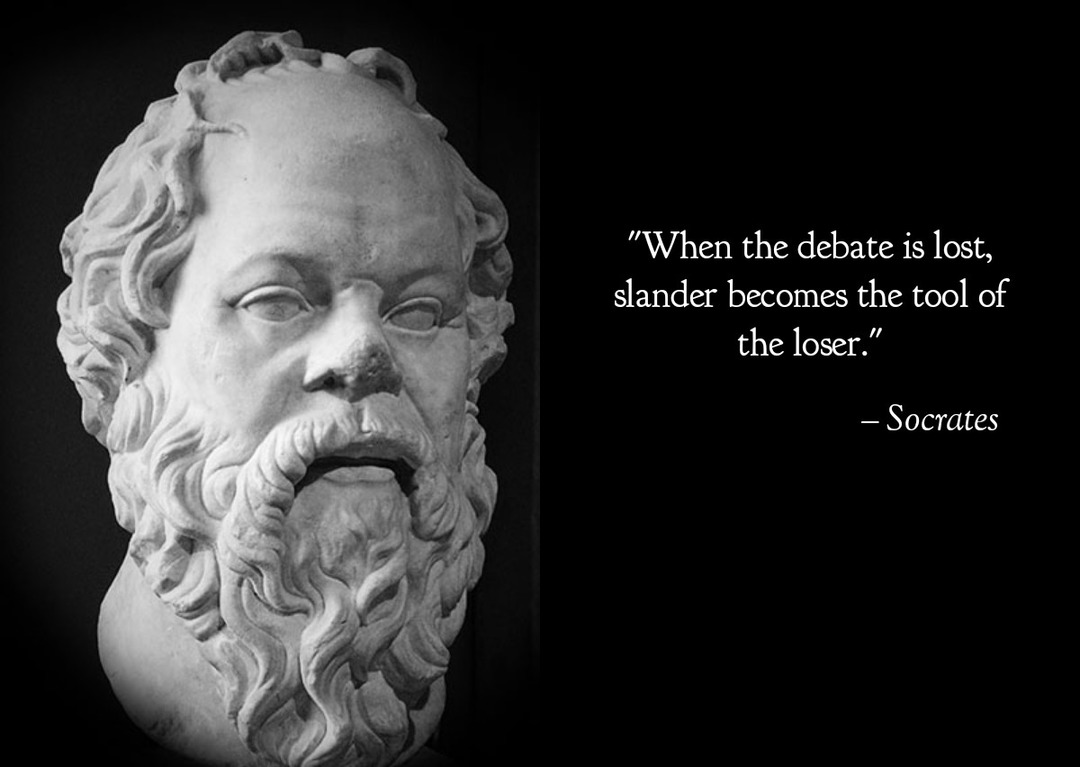 "When the debate is lost,
slander becomes the tool of
the loser."
– Socrates